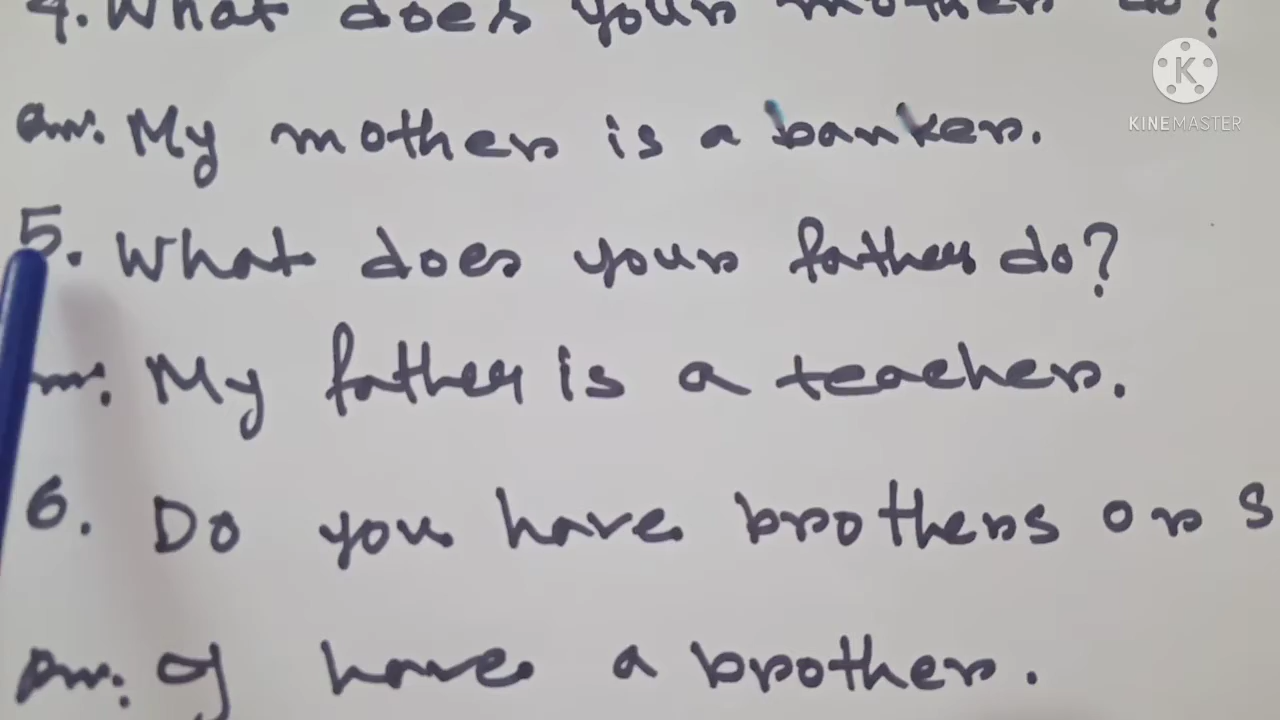 4. What does your mother do?
KINEMASTER
Ans. My mother is a banker.
5. What does your father do?
Ans. My father is a teacher.
6. Do you have brothers or s
Ans. I have a brother.